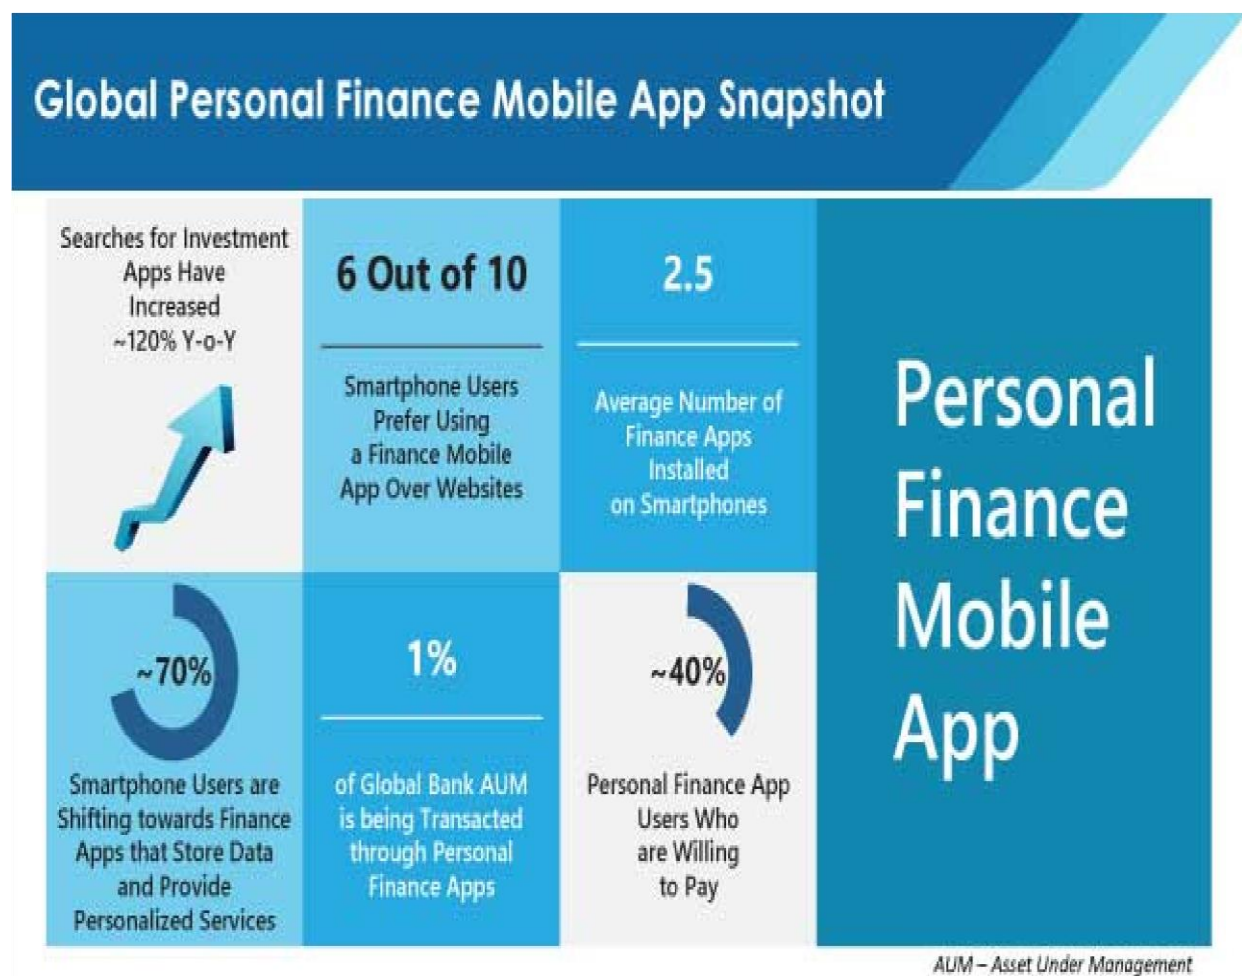 Global Personal Finance Mobile App Snapshot
Searches for Investment
Apps Have
Increased
~120% Y-o-Y
6 Out of 10
Smartphone Users
Prefer Using
a Finance Mobile
App Over Websites
2.5
Average Number of
Finance Apps
Installed
on Smartphones
Personal
Finance
Mobile
App
~70%
Smartphone Users are
Shifting towards Finance
Apps that Store Data
and Provide
Personalized Services
1%
of Global Bank AUM
is being Transacted
through Personal
Finance Apps
~40%
Personal Finance App
Users Who
are Willing
to Pay
AUM – Asset Under Management